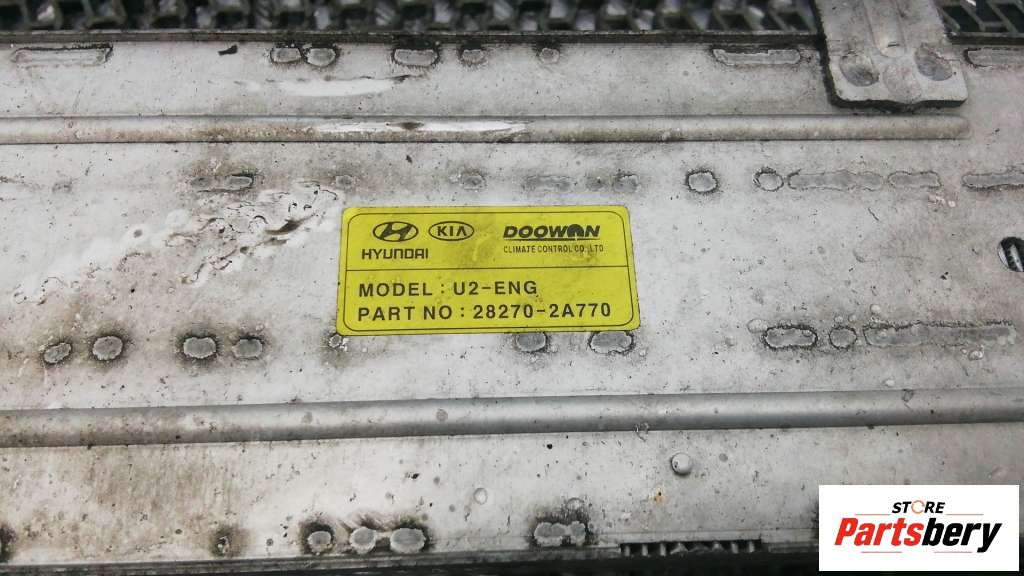 HYUNDAI
KIA
DOOWON
CLIMATE CONTROL CO.,LTD
MODEL : U2-ENG
PART NO : 28270-2A770
STORE
Partsbery